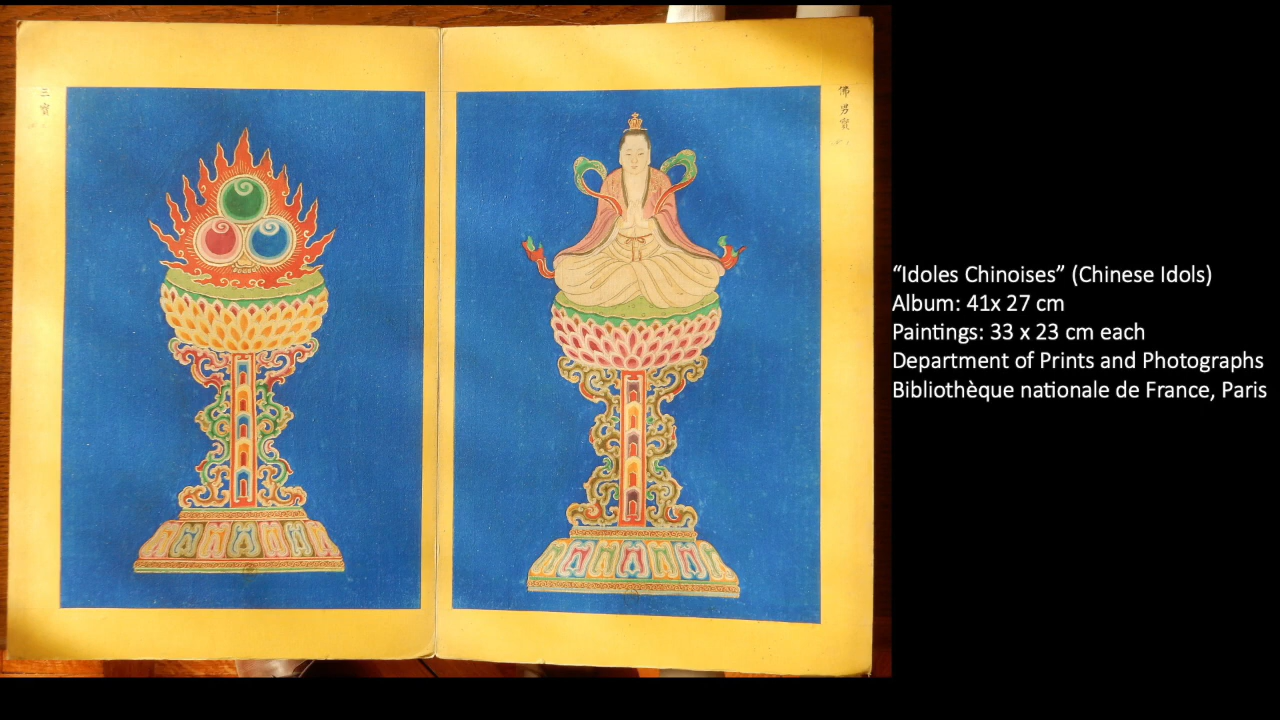 三寶
佛男寶
“Idoles Chinoises” (Chinese Idols)
Album: 41x 27 cm
Paintings: 33 x 23 cm each
Department of Prints and Photographs
Bibliothèque nationale de France, Paris